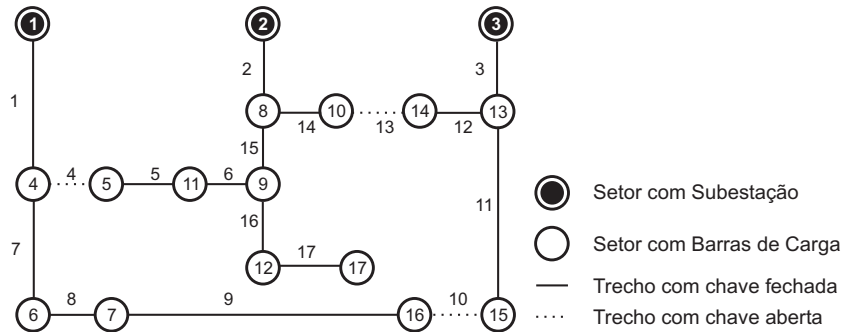 1 2 3
1 2 3
8 10 14 13
14 13 12
15
4 4 5 5 11 6 9
11
Setor com Subestação
16
7
Setor com Barras de Carga
17
12 17
Trecho com chave fechada
8 9 10
6 7 16 15
Trecho com chave aberta